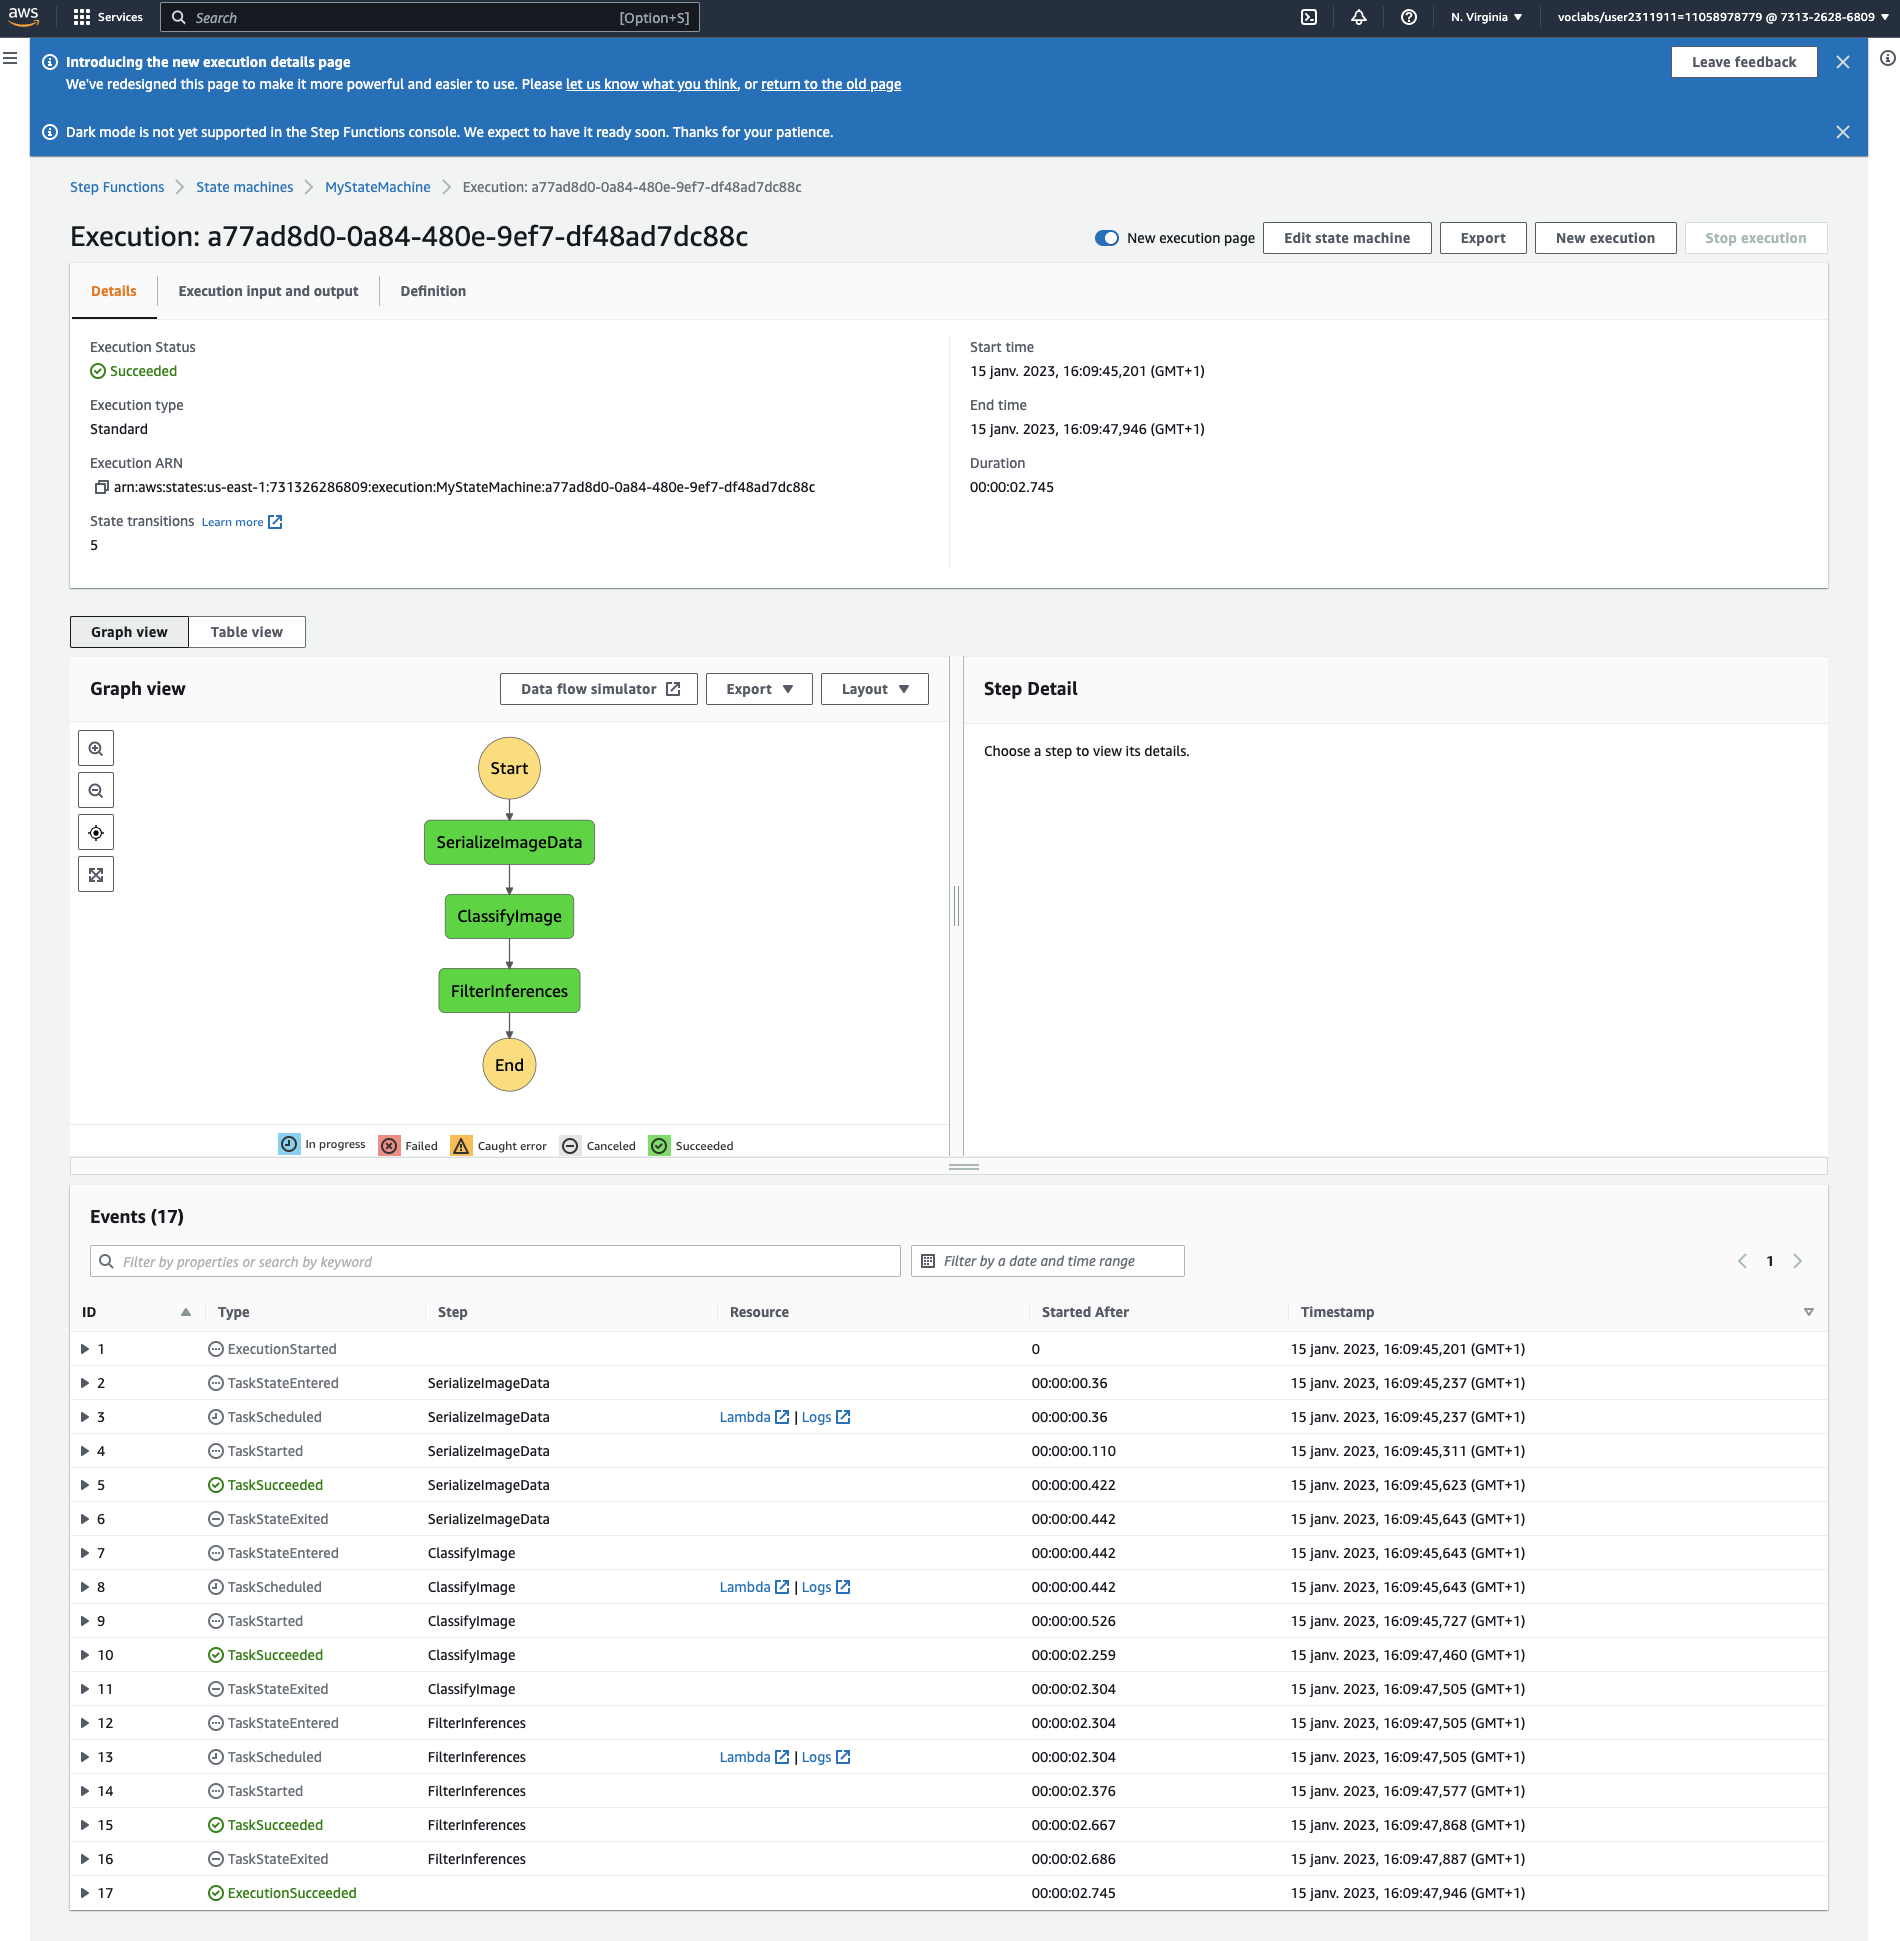 aws Services Search [Option+S] N. Virginia voclabs/user2311911=11058978779 @ 7313-2628-6809
Introducing the new execution details page
We've redesigned this page to make it more powerful and easier to use. Please let us know what you think, or return to the old page
Leave feedback
Dark mode is not yet supported in the Step Functions console. We expect to have it ready soon. Thanks for your patience.
Step Functions State machines MyStateMachine Execution: a77ad8d0-0a84-480e-9ef7-df48ad7dc88c
Execution: a77ad8d0-0a84-480e-9ef7-df48ad7dc88c
New execution page Edit state machine Export New execution Stop execution
Details Execution input and output Definition
Execution Status
Succeeded
Execution type
Standard
Execution ARN
arn:aws:states:us-east-1:731326286809:execution:MyStateMachine:a77ad8d0-0a84-480e-9ef7-df48ad7dc88c
State transitions Learn more
5
Start time
15 janv. 2023, 16:09:45,201 (GMT+1)
End time
15 janv. 2023, 16:09:47,946 (GMT+1)
Duration
00:00:02.745
Graph view Table view
Graph view Data flow simulator Export Layout
Start
SerializeImageData
ClassifyImage
FilterInferences
End
In progress Failed Caught error Canceled Succeeded
Step Detail
Choose a step to view its details.
Events (17)
Filter by properties or search by keyword Filter by a date and time range 1
ID Type Step Resource Started After Timestamp
1 ExecutionStarted 0 15 janv. 2023, 16:09:45,201 (GMT+1)
2 TaskStateEntered SerializeImageData 00:00:00.36 15 janv. 2023, 16:09:45,237 (GMT+1)
3 TaskScheduled SerializeImageData Lambda | Logs 00:00:00.36 15 janv. 2023, 16:09:45,237 (GMT+1)
4 TaskStarted SerializeImageData 00:00:00.110 15 janv. 2023, 16:09:45,311 (GMT+1)
5 TaskSucceeded SerializeImageData 00:00:00.422 15 janv. 2023, 16:09:45,623 (GMT+1)
6 TaskStateExited SerializeImageData 00:00:00.442 15 janv. 2023, 16:09:45,643 (GMT+1)
7 TaskStateEntered ClassifyImage 00:00:00.442 15 janv. 2023, 16:09:45,643 (GMT+1)
8 TaskScheduled ClassifyImage Lambda | Logs 00:00:00.442 15 janv. 2023, 16:09:45,643 (GMT+1)
9 TaskStarted ClassifyImage 00:00:00.526 15 janv. 2023, 16:09:45,727 (GMT+1)
10 TaskSucceeded ClassifyImage 00:00:02.259 15 janv. 2023, 16:09:47,460 (GMT+1)
11 TaskStateExited ClassifyImage 00:00:02.304 15 janv. 2023, 16:09:47,505 (GMT+1)
12 TaskStateEntered FilterInferences 00:00:02.304 15 janv. 2023, 16:09:47,505 (GMT+1)
13 TaskScheduled FilterInferences Lambda | Logs 00:00:02.304 15 janv. 2023, 16:09:47,505 (GMT+1)
14 TaskStarted FilterInferences 00:00:02.376 15 janv. 2023, 16:09:47,577 (GMT+1)
15 TaskSucceeded FilterInferences 00:00:02.667 15 janv. 2023, 16:09:47,868 (GMT+1)
16 TaskStateExited FilterInferences 00:00:02.686 15 janv. 2023, 16:09:47,887 (GMT+1)
17 ExecutionSucceeded 00:00:02.745 15 janv. 2023, 16:09:47,946 (GMT+1)